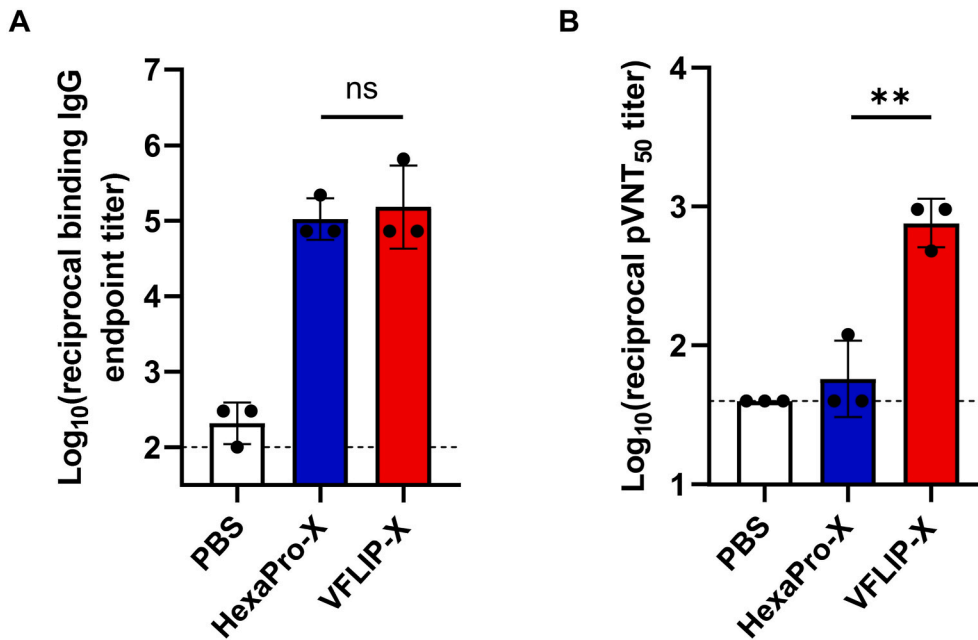 A
Log₁₀(reciprocal binding IgG
endpoint titer)
7
6
5
4
3
2
ns
PBS
HexaPro-X
VFLIP-X
B
Log₁₀(reciprocal pVNT₅₀ titer)
4
3
2
1
**
PBS
HexaPro-X
VFLIP-X